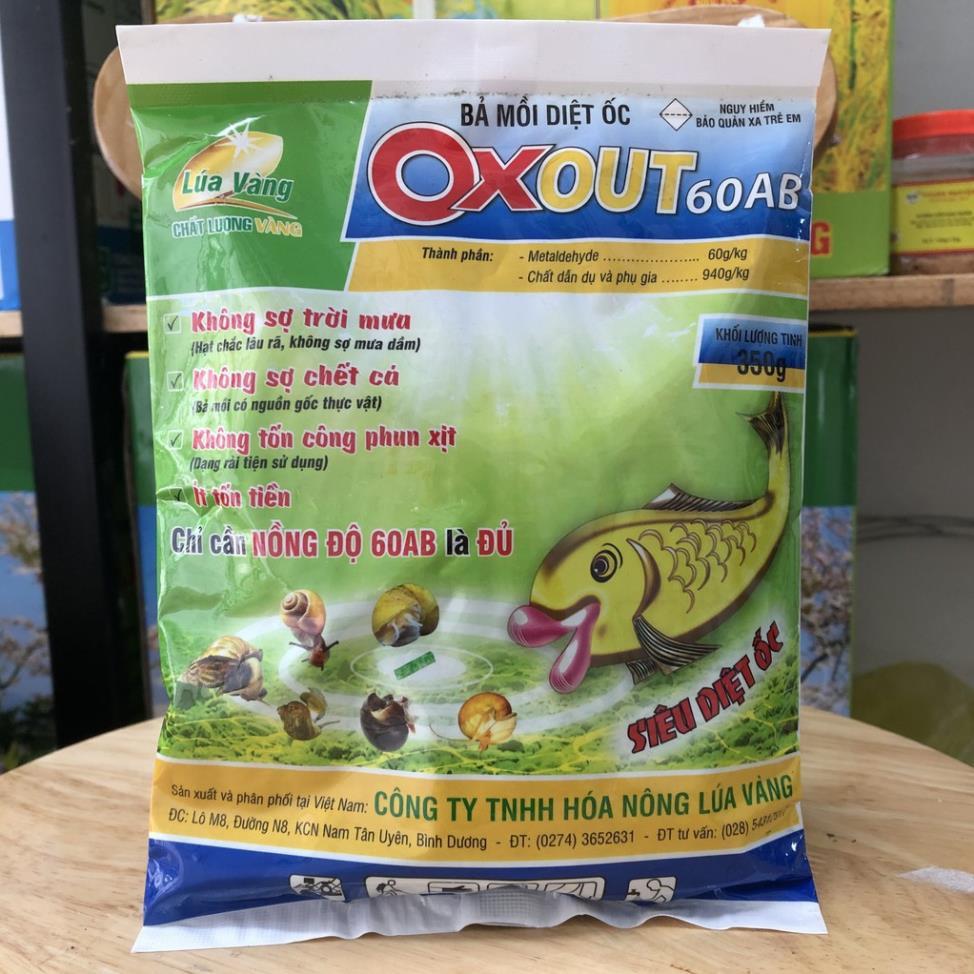 BẢ MỒI DIỆT ỐC
NGUY HIỂM
BẢO QUẢN XA TRẺ EM
OXOUT 60AB
Lúa Vàng
CHẤT LƯỢNG VÀNG
Thành phần: - Metaldehyde ..................... 60g/kg
- Chất dẫn dụ và phụ gia ........ 940g/kg
Không sợ trời mưa
(Hạt chắc lâu rã, không sợ mưa dầm)
KHỐI LƯỢNG TỊNH
350g
Không sợ chết cá
(Bả mồi có nguồn gốc thực vật)
Không tốn công phun xịt
(Dạng rải tiện sử dụng)
Ít tốn tiền
Chỉ cần NỒNG ĐỘ 60AB là ĐỦ
SIÊU DIỆT ỐC
Sản xuất và phân phối tại Việt Nam: CÔNG TY TNHH HÓA NÔNG LÚA VÀNG
ĐC: Lô M8, Đường N8, KCN Nam Tân Uyên, Bình Dương - ĐT: (0274) 3652631 - ĐT tư vấn: (028)